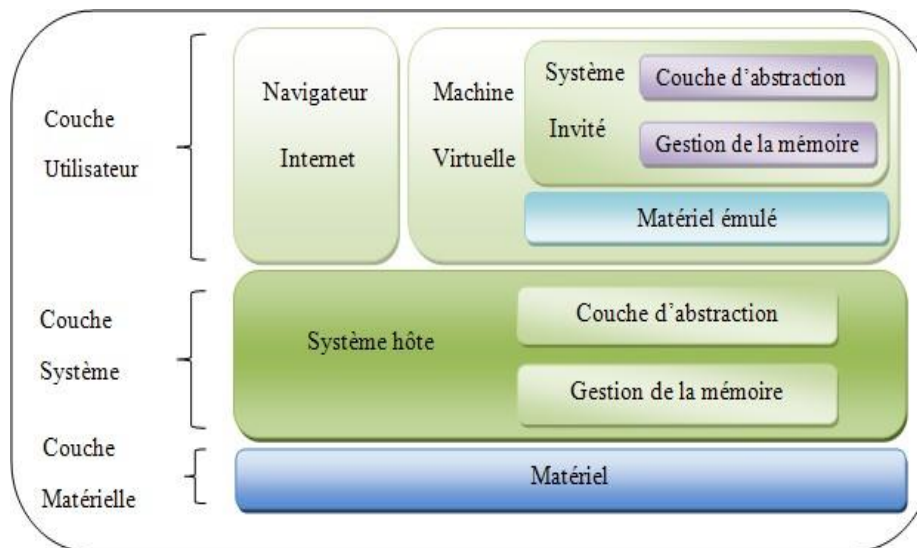 Couche
Utilisateur
Navigateur
Internet
Machine
Virtuelle
Système
Invité
Couche d'abstraction
Gestion de la mémoire
Matériel émulé
Couche
Système
Système hôte
Couche d'abstraction
Gestion de la mémoire
Couche
Matérielle
Matériel